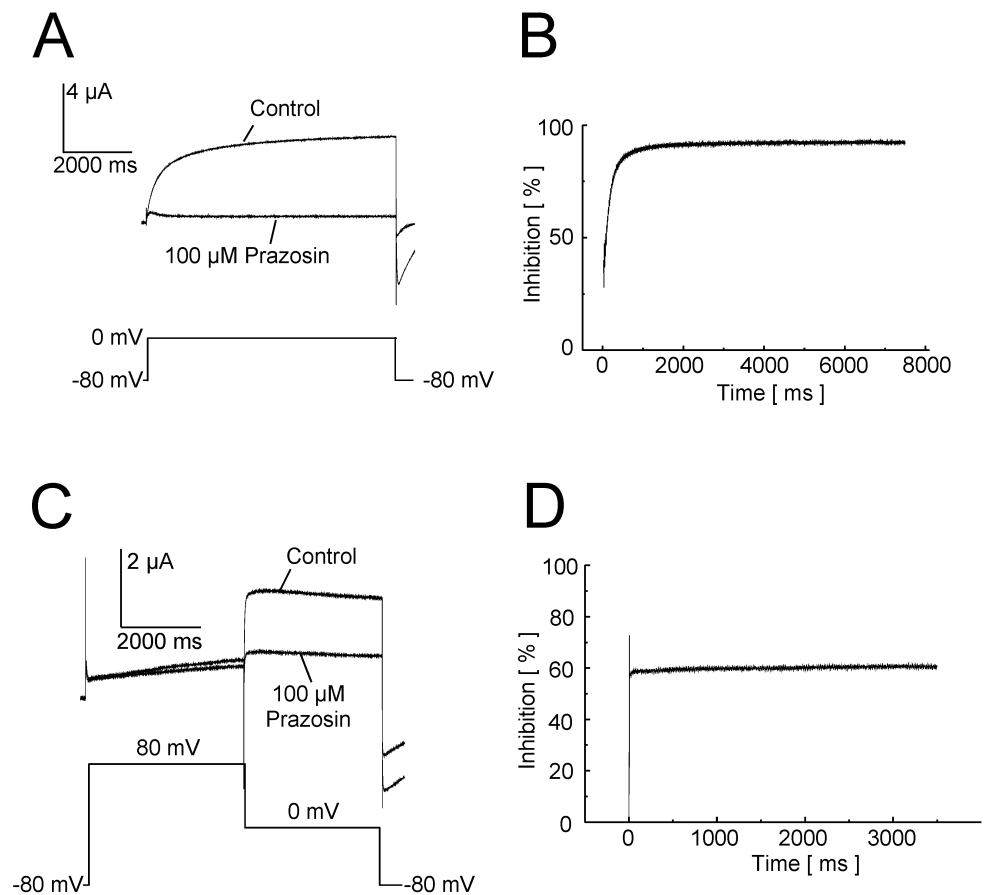 A
4 µA
2000 ms
Control
100 µM Prazosin
0 mV
-80 mV
-80 mV
B
100
50
0
Inhibition [ % ]
0 2000 4000 6000 8000
Time [ ms ]
C
2 µA
2000 ms
Control
100 µM
Prazosin
80 mV
0 mV
-80 mV
-80 mV
D
100
80
60
40
20
0
Inhibition [ % ]
0 1000 2000 3000
Time [ ms ]